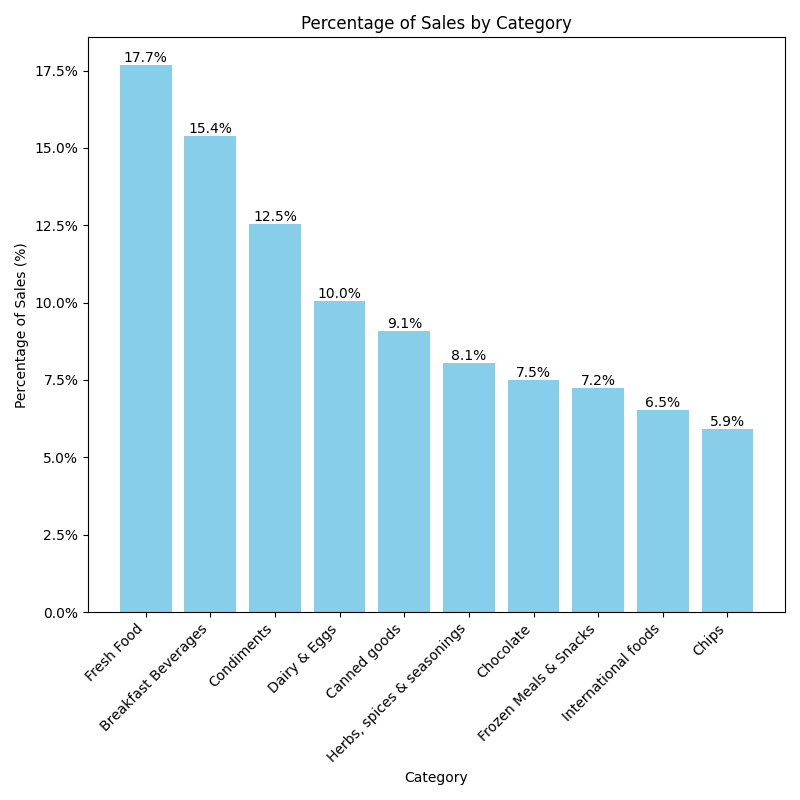 Percentage of Sales by Category
Percentage of Sales (%)
17.5%
15.0%
12.5%
10.0%
7.5%
5.0%
2.5%
0.0%
17.7%
15.4%
12.5%
10.0%
9.1%
8.1%
7.5%
7.2%
6.5%
5.9%
Fresh Food
Breakfast Beverages
Condiments
Dairy & Eggs
Canned goods
Herbs, spices & seasonings
Chocolate
Frozen Meals & Snacks
International foods
Chips
Category